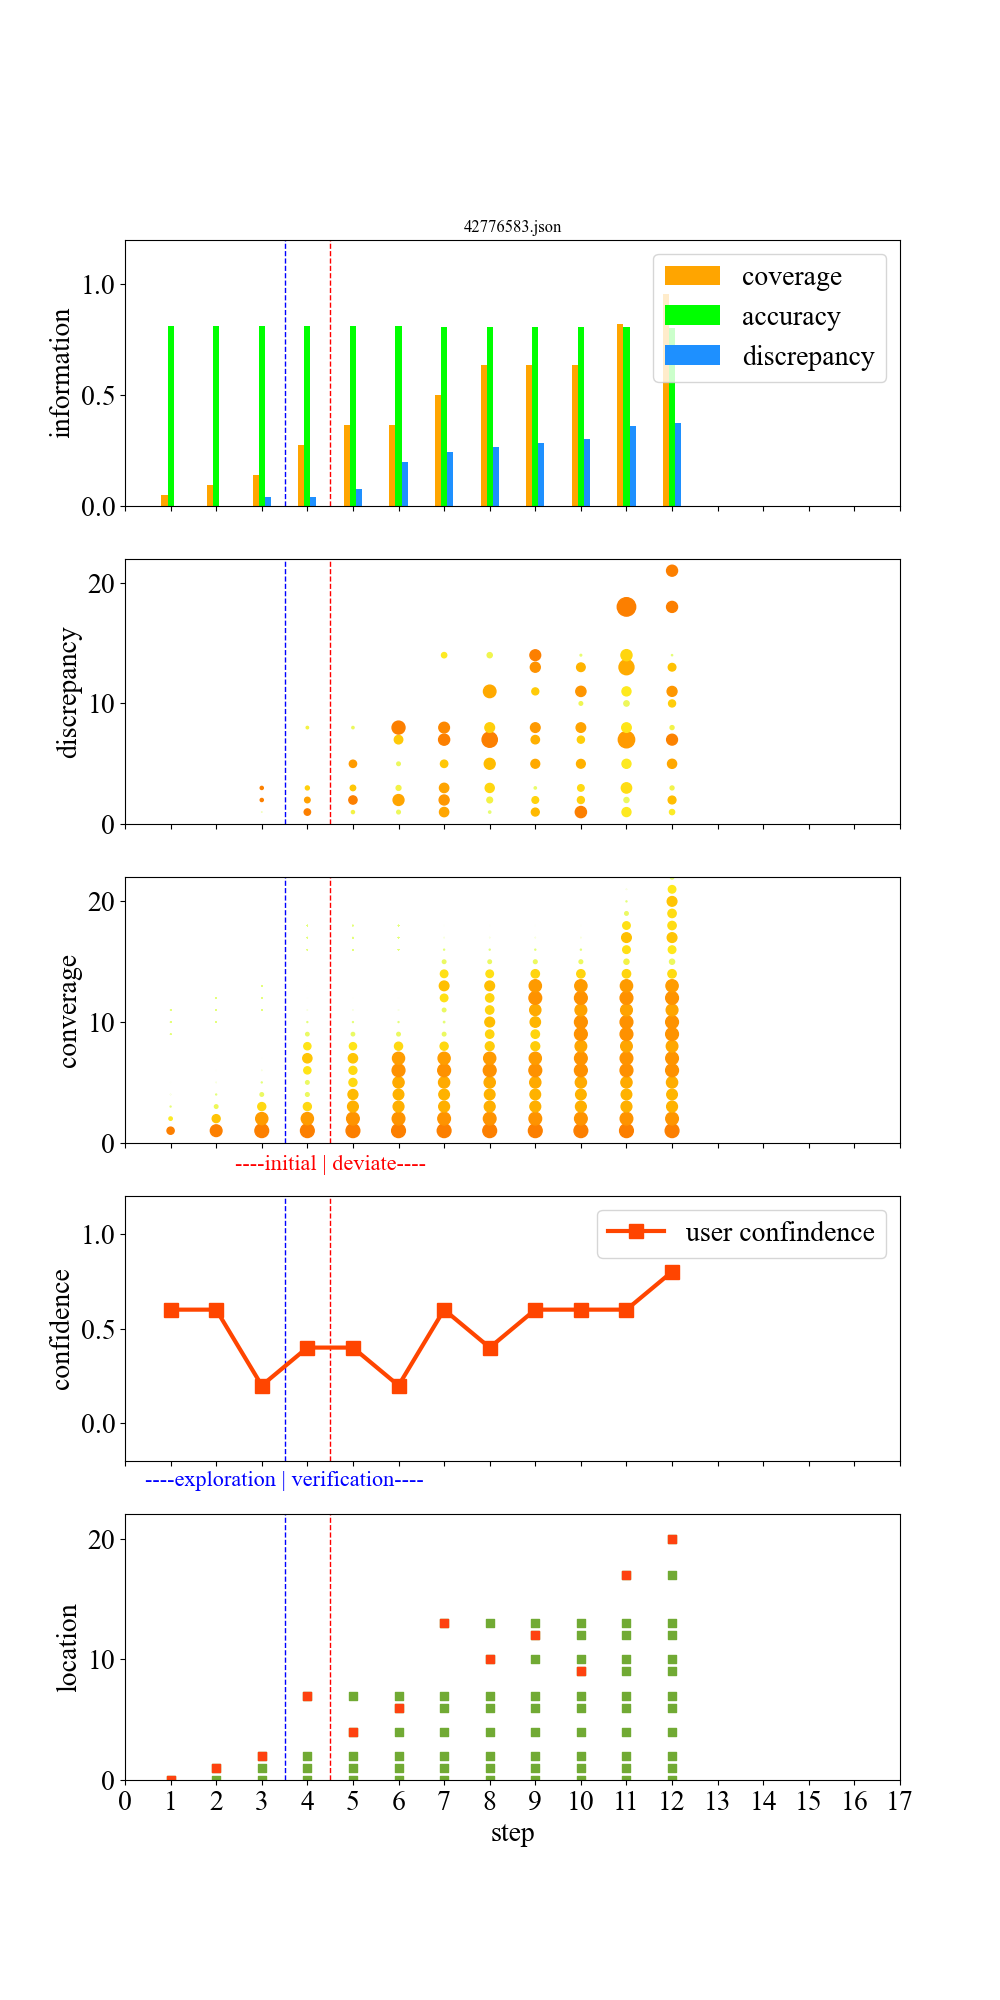 42776583.json
1.0
0.5
0.0
information
coverage
accuracy
discrepancy
20
10
0
discrepancy
20
10
0
converage
----initial | deviate----
1.0
0.5
0.0
confidence
user confindence
----exploration | verification----
20
10
0
location
0 1 2 3 4 5 6 7 8 9 10 11 12 13 14 15 16 17
step